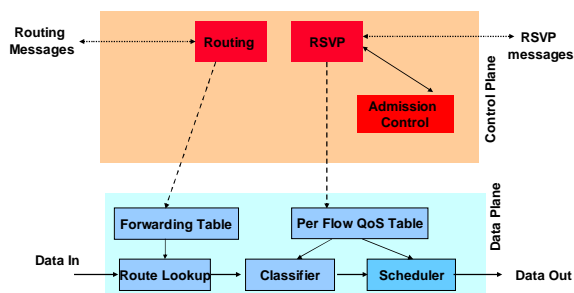 Routing
Messages
Routing
RSVP
RSVP
messages
Admission
Control
Control Plane
Forwarding Table
Per Flow QoS Table
Data Plane
Data In
Route Lookup
Classifier
Scheduler
Data Out